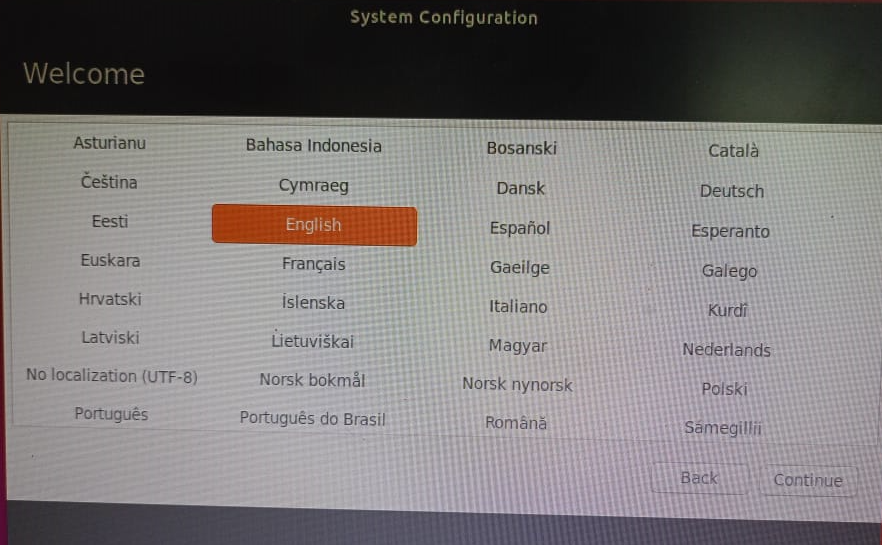 System Configuration
Welcome
Asturianu Bahasa Indonesia Bosanski Català
Čeština Cymraeg Dansk Deutsch
Eesti English Español Esperanto
Euskara Français Gaeilge Galego
Hrvatski Íslenska Italiano Kurdî
Latviski Lietuviškai Magyar Nederlands
No localization (UTF-8) Norsk bokmål Norsk nynorsk Polski
Português Português do Brasil Română Sámegillii
Back Continue